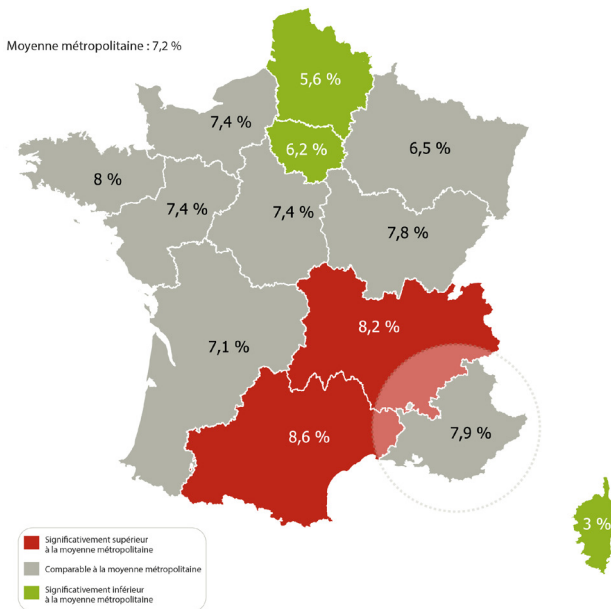 Moyenne métropolitaine : 7,2 %
5,6 %
7,4 %
6,2 %
6,5 %
8 %
7,4 %
7,4 %
7,8 %
8,2 %
7,1 %
7,9 %
8,6 %
3 %
Significativement supérieur
à la moyenne métropolitaine
Comparable à la moyenne métropolitaine
Significativement inférieur
à la moyenne métropolitaine